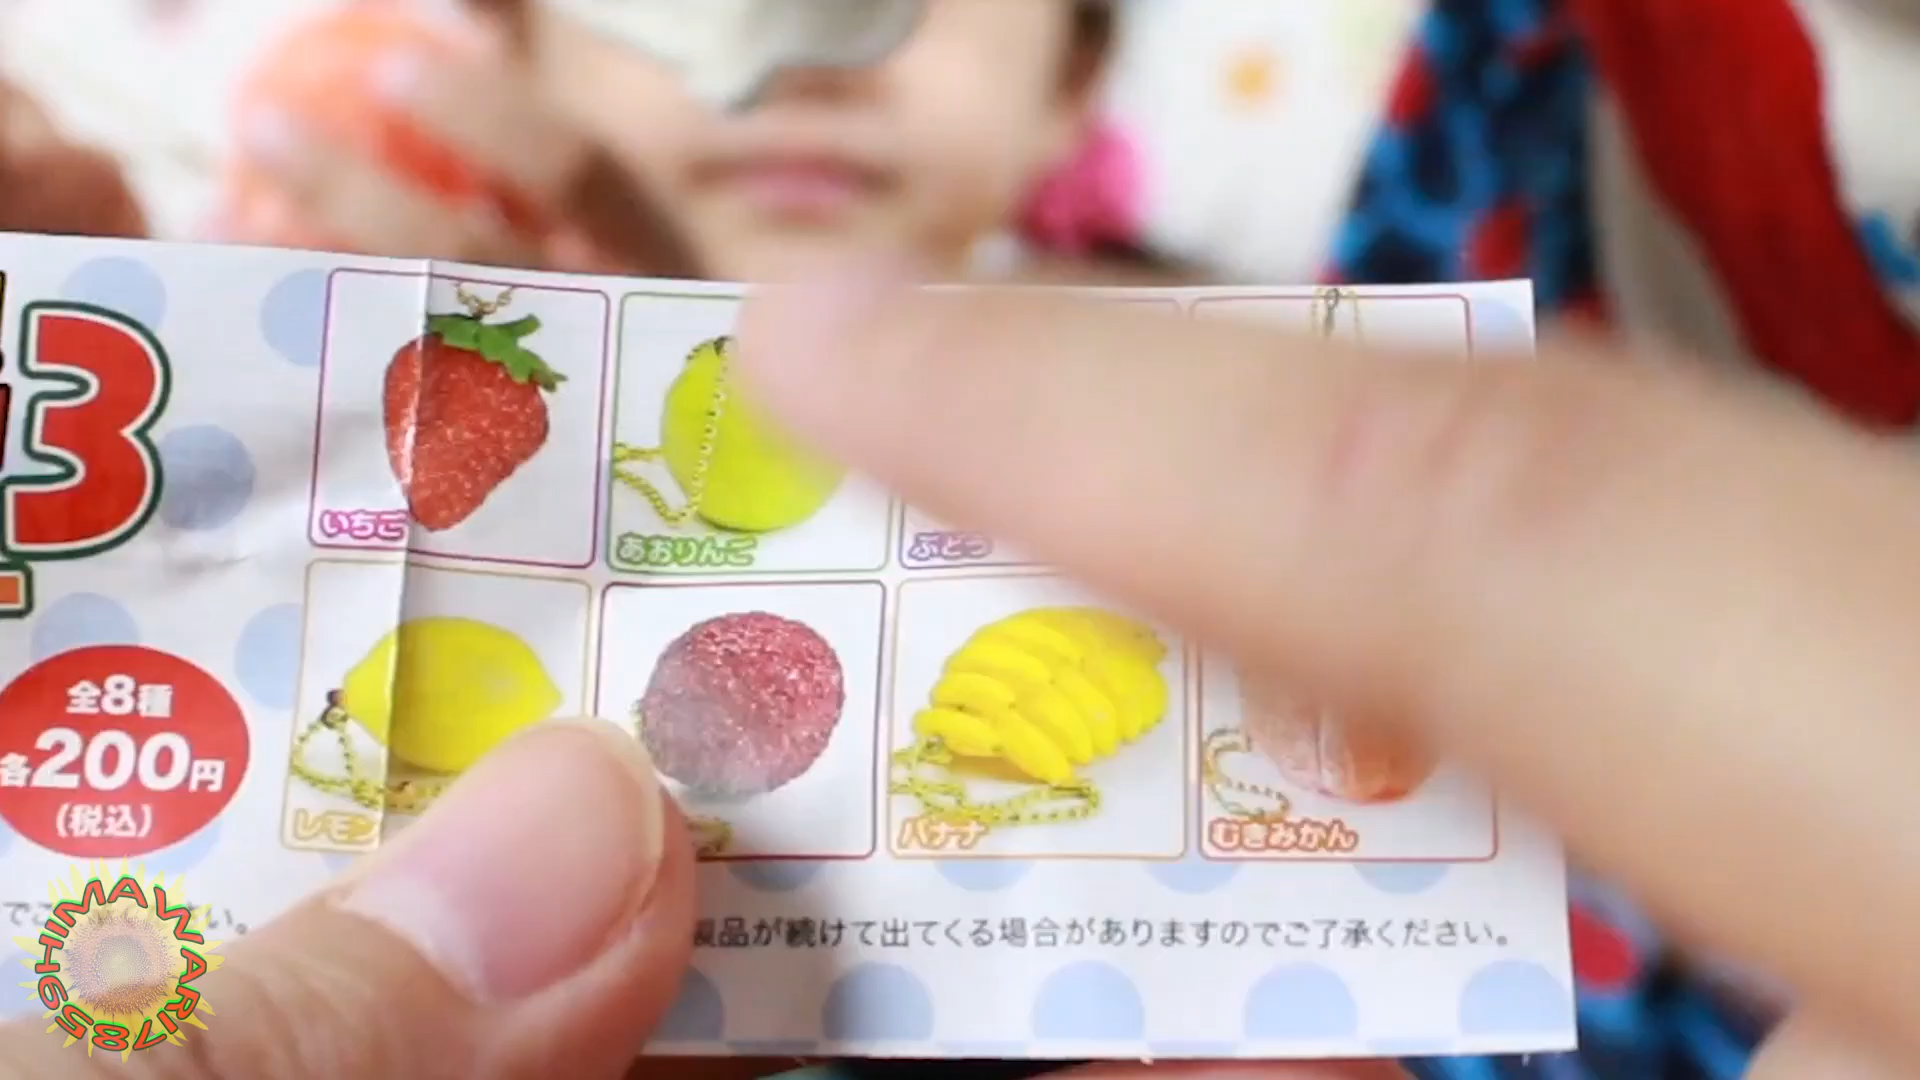 3
いちご
あおりんご
ぶどう
レモン
バナナ
むきみかん
全8種
各200円
(税込)
製品が続けて出てくる場合がありますのでご了承ください。
SHIMAWARI785